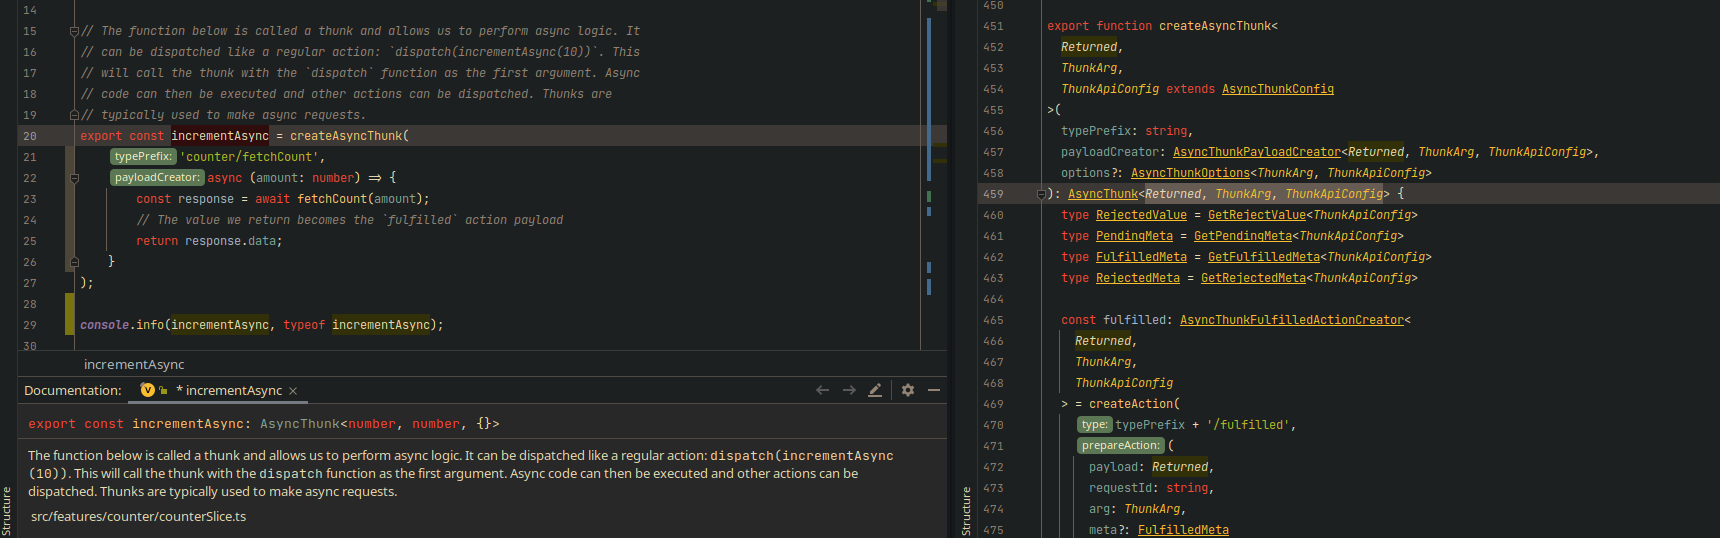 14
15 // The function below is called a thunk and allows us to perform async logic. It
16 // can be dispatched like a regular action: `dispatch(incrementAsync(10))`. This
17 // will call the thunk with the `dispatch` function as the first argument. Async
18 // code can then be executed and other actions can be dispatched. Thunks are
19 // typically used to make async requests.
20 export const incrementAsync = createAsyncThunk(
21 typePrefix: 'counter/fetchCount',
22 payloadCreator: async (amount: number) => {
23 const response = await fetchCount(amount);
24 // The value we return becomes the `fulfilled` action payload
25 return response.data;
26 }
27 );
28
29 console.info(incrementAsync, typeof incrementAsync);
30
incrementAsync
Documentation: V * incrementAsync ×
export const incrementAsync: AsyncThunk<number, number, {}>
The function below is called a thunk and allows us to perform async logic. It can be dispatched like a regular action: dispatch(incrementAsync
(10)). This will call the thunk with the dispatch function as the first argument. Async code can then be executed and other actions can be
dispatched. Thunks are typically used to make async requests.
src/features/counter/counterSlice.ts
Structure
450
451 export function createAsyncThunk<
452 Returned,
453 ThunkArg,
454 ThunkApiConfig extends AsyncThunkConfig
455 >(
456 typePrefix: string,
457 payloadCreator: AsyncThunkPayloadCreator<Returned, ThunkArg, ThunkApiConfig>,
458 options?: AsyncThunkOptions<ThunkArg, ThunkApiConfig>
459 ): AsyncThunk<Returned, ThunkArg, ThunkApiConfig> {
460 type RejectedValue = GetRejectValue<ThunkApiConfig>
461 type PendingMeta = GetPendingMeta<ThunkApiConfig>
462 type FulfilledMeta = GetFulfilledMeta<ThunkApiConfig>
463 type RejectedMeta = GetRejectedMeta<ThunkApiConfig>
464
465 const fulfilled: AsyncThunkFulfilledActionCreator<
466 Returned,
467 ThunkArg,
468 ThunkApiConfig
469 > = createAction(
470 type: typePrefix + '/fulfilled',
471 prepareAction: (
472 payload: Returned,
473 requestId: string,
474 arg: ThunkArg,
475 meta?: FulfilledMeta
Structure